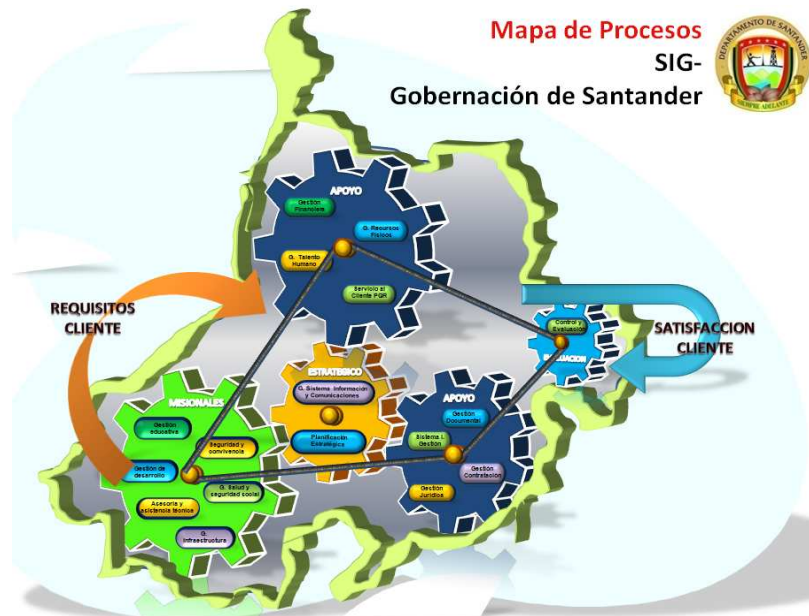 Mapa de Procesos
SIG-
Gobernación de Santander
DEPARTAMENTO DE SANTANDER
SIEMPRE ADELANTE
APOYO
Gestión
Financiera
G. Recursos
Físicos
G. Talento
Humano
Servicio al
Cliente PQR
REQUISITOS
CLIENTE
Control y
Evaluación
SATISFACCION
CLIENTE
ESTRATEGICO
G. Sistema Información
y Comunicaciones
Planificación
Estratégica
MISIONALES
Gestión
educativa
Seguridad y
convivencia
Gestión de
desarrollo
G. Salud y
seguridad social
Asesoría y
asistencia técnica
G.
Infraestructura
APOYO
Gestión
Documental
Sistema I.
Gestión
Gestión
Contratación
Gestión
Jurídica